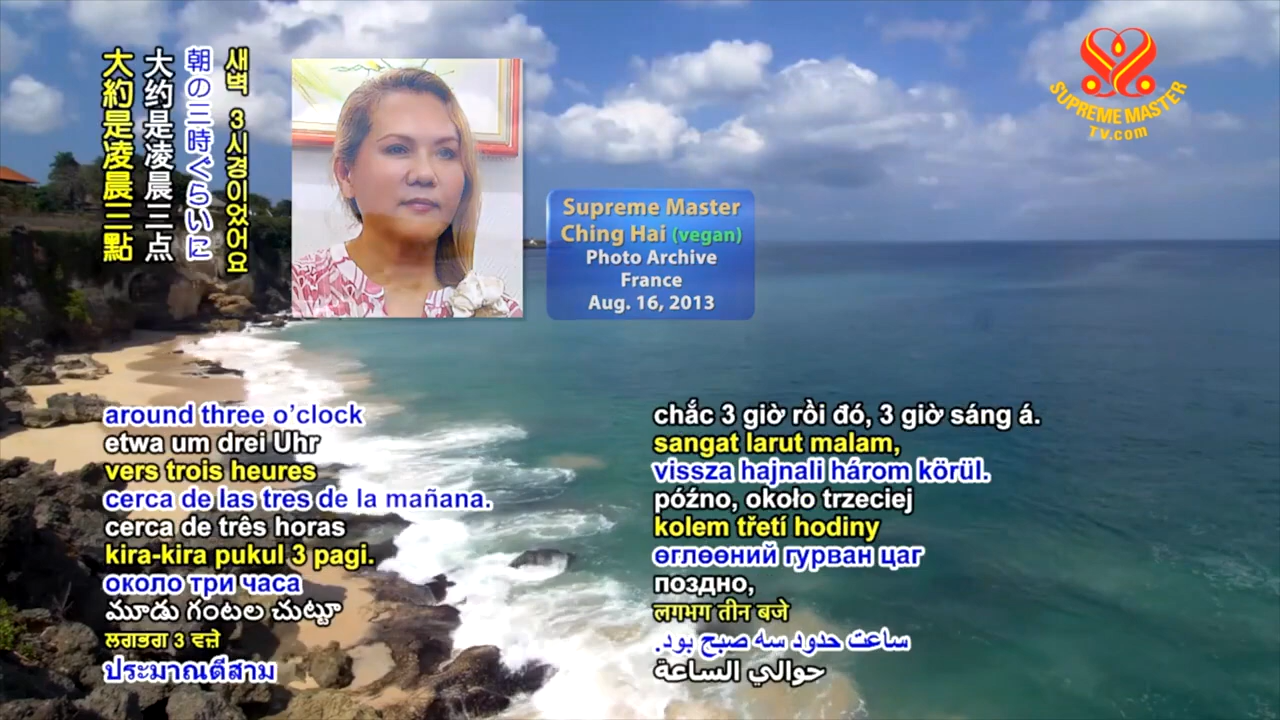 새벽 3시경이었어요
朝の三時ぐらいに
大约是凌晨三点
大約是凌晨三點
SUPREME MASTER
TV.com
Supreme Master
Ching Hai (vegan)
Photo Archive
France
Aug. 16, 2013
around three o’clock
etwa um drei Uhr
vers trois heures
cerca de las tres de la mañana.
cerca de três horas
kira-kira pukul 3 pagi.
около три часа
మూడు గంటల చుట్టూ
ਲਗਭਗ 3 ਵਜ਼ੇ
ประมาณตีสาม
chắc 3 giờ rồi đó, 3 giờ sáng á.
sangat larut malam,
vissza hajnali három körül.
późno, około trzeciej
kolem třetí hodiny
өглөөний гурван цаг
поздно,
लगभग तीन बजे
ساعت حدود سه صبح بود.
حوالي الساعة